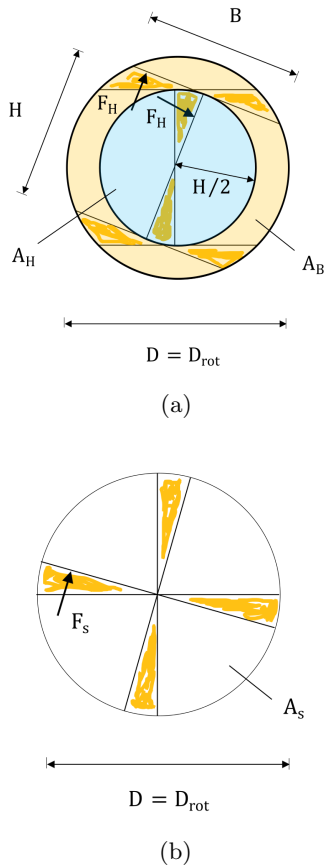 B
H
F_H
F_H
H/2
A_H
A_B
D = D_rot
(a)
F_s
A_s
D = D_rot
(b)